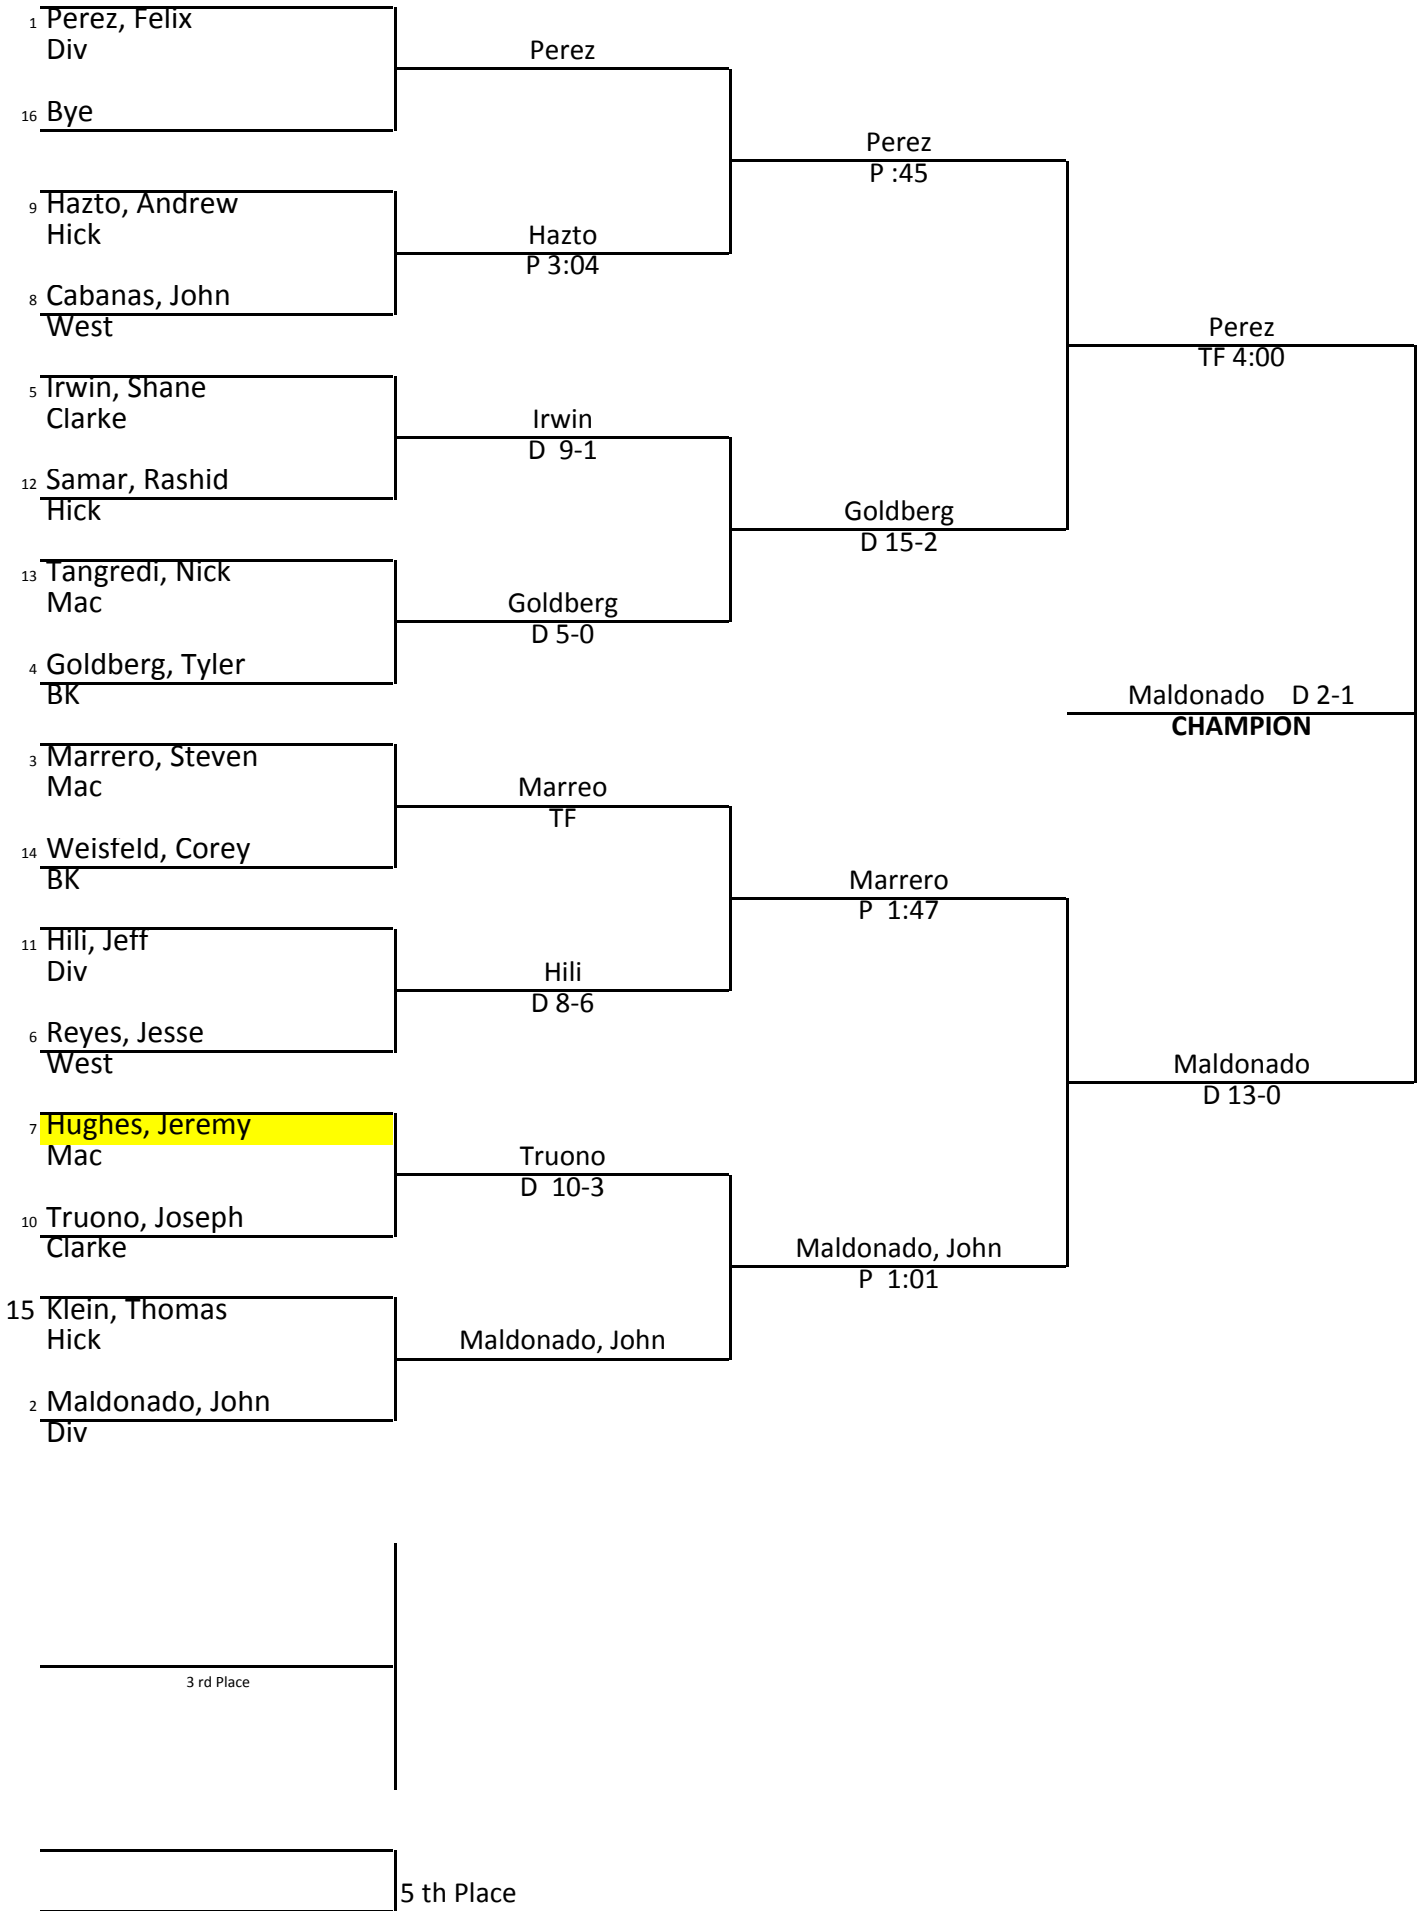 1 Perez, Felix
Div
Perez
16 Bye
Perez
P :45
9 Hazto, Andrew
Hick
Hazto
P 3:04
8 Cabanas, John
West
Perez
TF 4:00
5 Irwin, Shane
Clarke
Irwin
D 9-1
12 Samar, Rashid
Hick
Goldberg
D 15-2
13 Tangredi, Nick
Mac
Goldberg
D 5-0
4 Goldberg, Tyler
BK
Maldonado D 2-1
CHAMPION
3 Marrero, Steven
Mac
Marreo
TF
14 Weisfeld, Corey
BK
Marrero
P 1:47
11 Hili, Jeff
Div
Hili
D 8-6
6 Reyes, Jesse
West
Maldonado
D 13-0
7 Hughes, Jeremy
Mac
Truono
D 10-3
10 Truono, Joseph
Clarke
Maldonado, John
P 1:01
15 Klein, Thomas
Hick
Maldonado, John
2 Maldonado, John
Div
3 rd Place
5 th Place